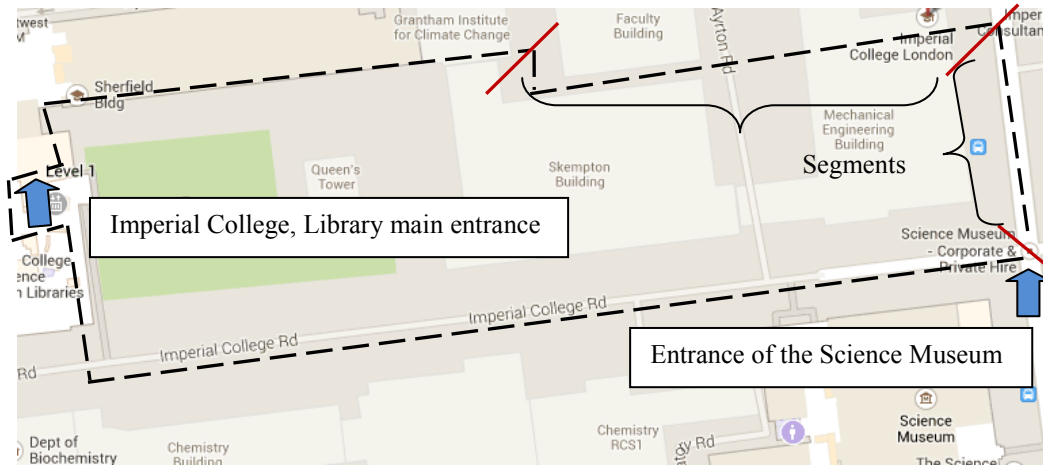 twest
M
Grantham Institute
for Climate Change
Faculty
Building
Ayrton Rd
Imperial
College London
Imper
Consultan
Sherfield
Bldg
Mechanical
Engineering
Building
Segments
Level 1
Queen's
Tower
Skempton
Building
Imperial College, Library main entrance
Science Museum
- Corporate &
Private Hire
College
ence
n Libraries
Imperial College Rd
Imperial College Rd
Rd
Entrance of the Science Museum
Science
Museum
Dept of
Biochemistry
Chemistry
Building
Chemistry
RCS1
atory Rd
The Science